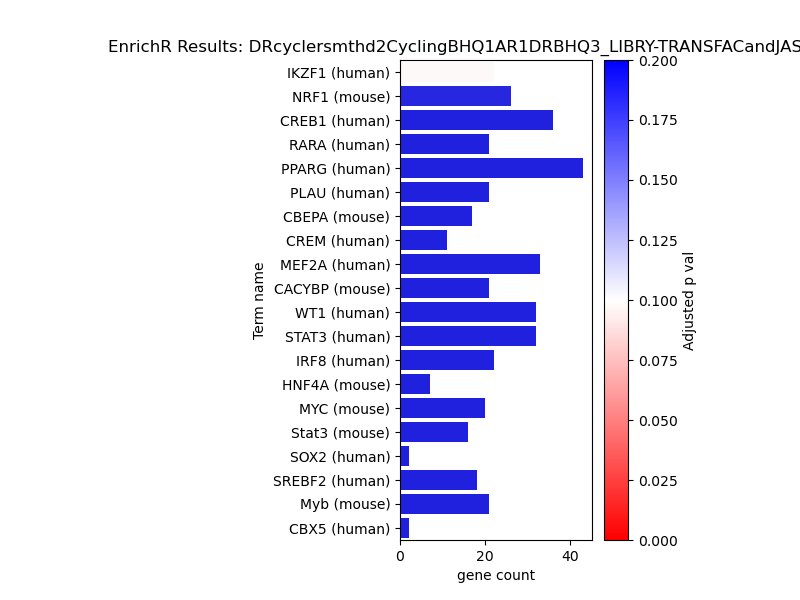 EnrichR Results: DRcyclersmthd2CyclingBHQ1AR1DRBHQ3_LIBRY-TRANSFACandJAS
IKZF1 (human)
NRF1 (mouse)
CREB1 (human)
RARA (human)
PPARG (human)
PLAU (human)
CBEPA (mouse)
CREM (human)
MEF2A (human)
CACYBP (mouse)
WT1 (human)
STAT3 (human)
IRF8 (human)
HNF4A (mouse)
MYC (mouse)
Stat3 (mouse)
SOX2 (human)
SREBF2 (human)
Myb (mouse)
CBX5 (human)
Term name
0 20 40
gene count
0.200
0.175
0.150
0.125
0.100
0.075
0.050
0.025
0.000
Adjusted p val